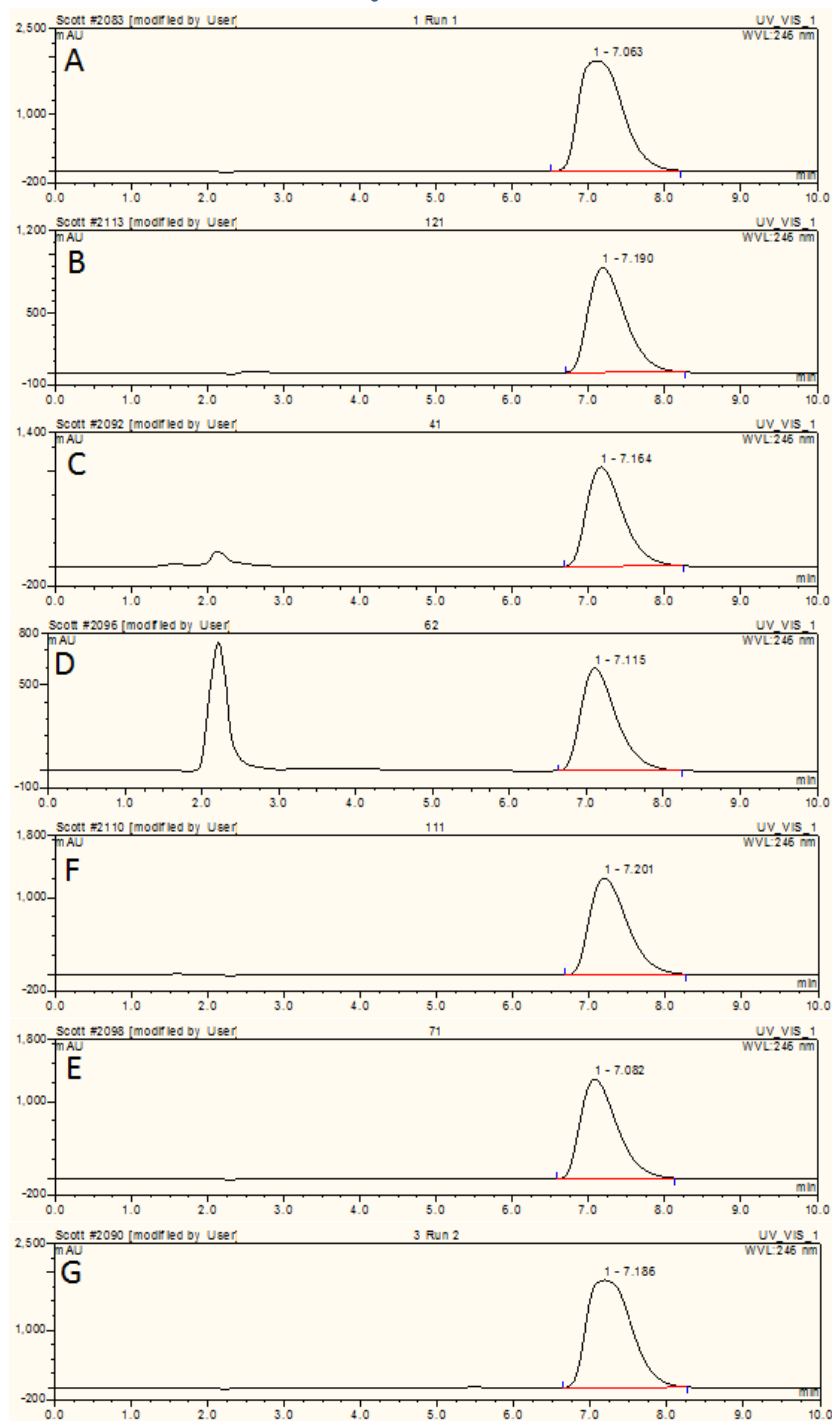 Scott #2083 [modified by User] 1 Run 1 UV_VIS_1
2,500 mAU WVL:246 nm
A
1 - 7.063
1,000
-200 min
0.0 1.0 2.0 3.0 4.0 5.0 6.0 7.0 8.0 9.0 10.0
Scott #2113 [modified by User] 121 UV_VIS_1
1,200 mAU WVL:246 nm
B
1 - 7.190
500
-100 min
0.0 1.0 2.0 3.0 4.0 5.0 6.0 7.0 8.0 9.0 10.0
Scott #2092 [modified by User] 41 UV_VIS_1
1,400 mAU WVL:246 nm
C
1 - 7.164
-200 min
0.0 1.0 2.0 3.0 4.0 5.0 6.0 7.0 8.0 9.0 10.0
Scott #2096 [modified by User] 62 UV_VIS_1
800 mAU WVL:246 nm
D
1 - 7.115
500
-100 min
0.0 1.0 2.0 3.0 4.0 5.0 6.0 7.0 8.0 9.0 10.0
Scott #2110 [modified by User] 111 UV_VIS_1
1,800 mAU WVL:246 nm
F
1 - 7.201
1,000
-200 min
0.0 1.0 2.0 3.0 4.0 5.0 6.0 7.0 8.0 9.0 10.0
Scott #2098 [modified by User] 71 UV_VIS_1
1,800 mAU WVL:246 nm
E
1 - 7.082
1,000
-200 min
0.0 1.0 2.0 3.0 4.0 5.0 6.0 7.0 8.0 9.0 10.0
Scott #2090 [modified by User] 3 Run 2 UV_VIS_1
2,500 mAU WVL:246 nm
G
1 - 7.186
1,000
-200 min
0.0 1.0 2.0 3.0 4.0 5.0 6.0 7.0 8.0 9.0 10.0